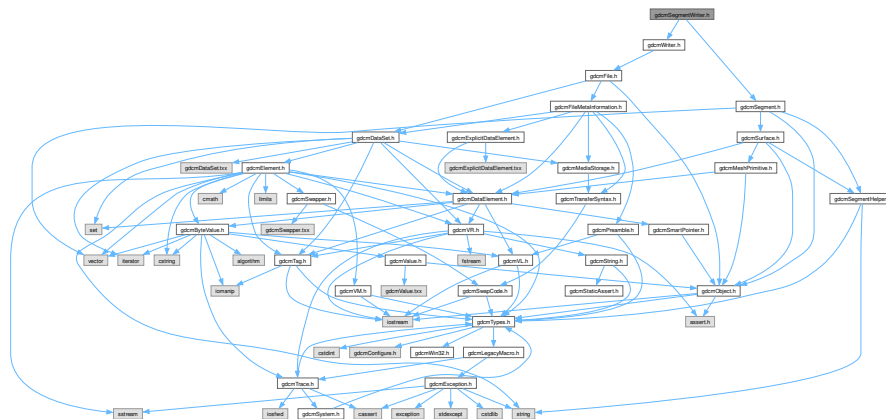 gdcmSegmentWriter.h
gdcmWriter.h
gdcmFile.h
gdcmFileMetaInformation.h
gdcmSegment.h
gdcmDataSet.h
gdcmExplicitDataElement.h
gdcmSurface.h
gdcmDataSet.txx
gdcmElement.h
gdcmExplicitDataElement.txx
gdcmMediaStorage.h
gdcmMeshPrimitive.h
cmath
limits
gdcmSwapper.h
gdcmDataElement.h
gdcmTransferSyntax.h
gdcmSegmentHelper
set
gdcmByteValue.h
gdcmSwapper.txx
gdcmVR.h
gdcmPreamble.h
gdcmSmartPointer.h
vector
iterator
cstring
algorithm
gdcmTag.h
gdcmValue.h
fstream
gdcmVL.h
gdcmString.h
iomanip
gdcmVM.h
gdcmValue.txx
gdcmSwapCode.h
gdcmStaticAssert.h
gdcmObject.h
iostream
gdcmTypes.h
assert.h
cstdint
gdcmConfigure.h
gdcmWin32.h
gdcmLegacyMacro.h
gdcmTrace.h
gdcmException.h
sstream
iosfwd
gdcmSystem.h
cassert
exception
stdexcept
cstdlib
string